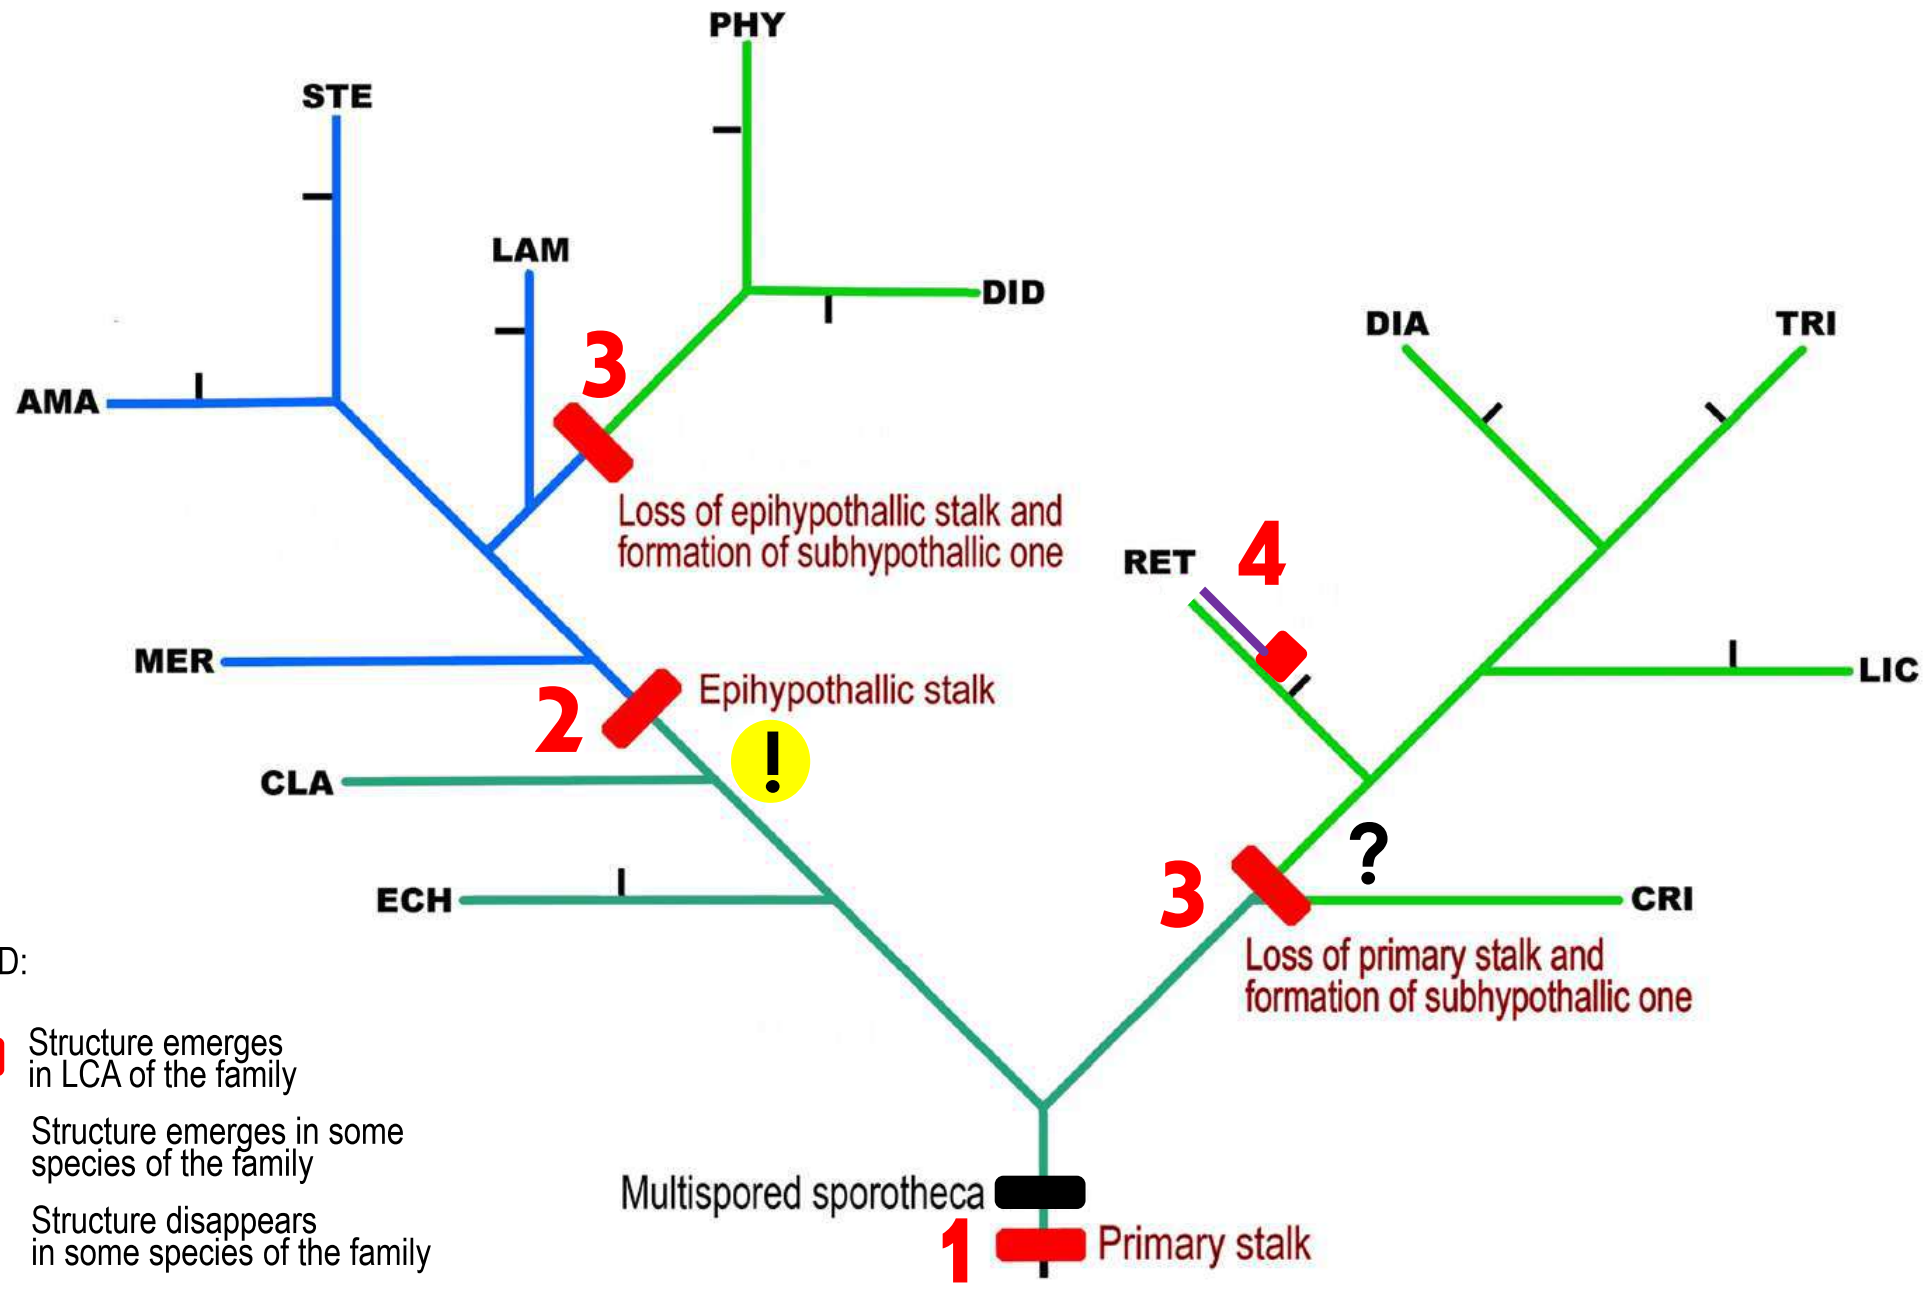 PHY
STE
LAM
DID
3
DIA
TRI
AMA
Loss of epihypothallic stalk and
formation of subhypothallic one
RET
4
MER
Epihypothallic stalk
2
LIC
!
CLA
?
3
ECH
CRI
Loss of primary stalk and
formation of subhypothallic one
D:
Structure emerges
in LCA of the family
Structure emerges in some
species of the family
Multispored sporotheca
Structure disappears
in some species of the family
1
Primary stalk